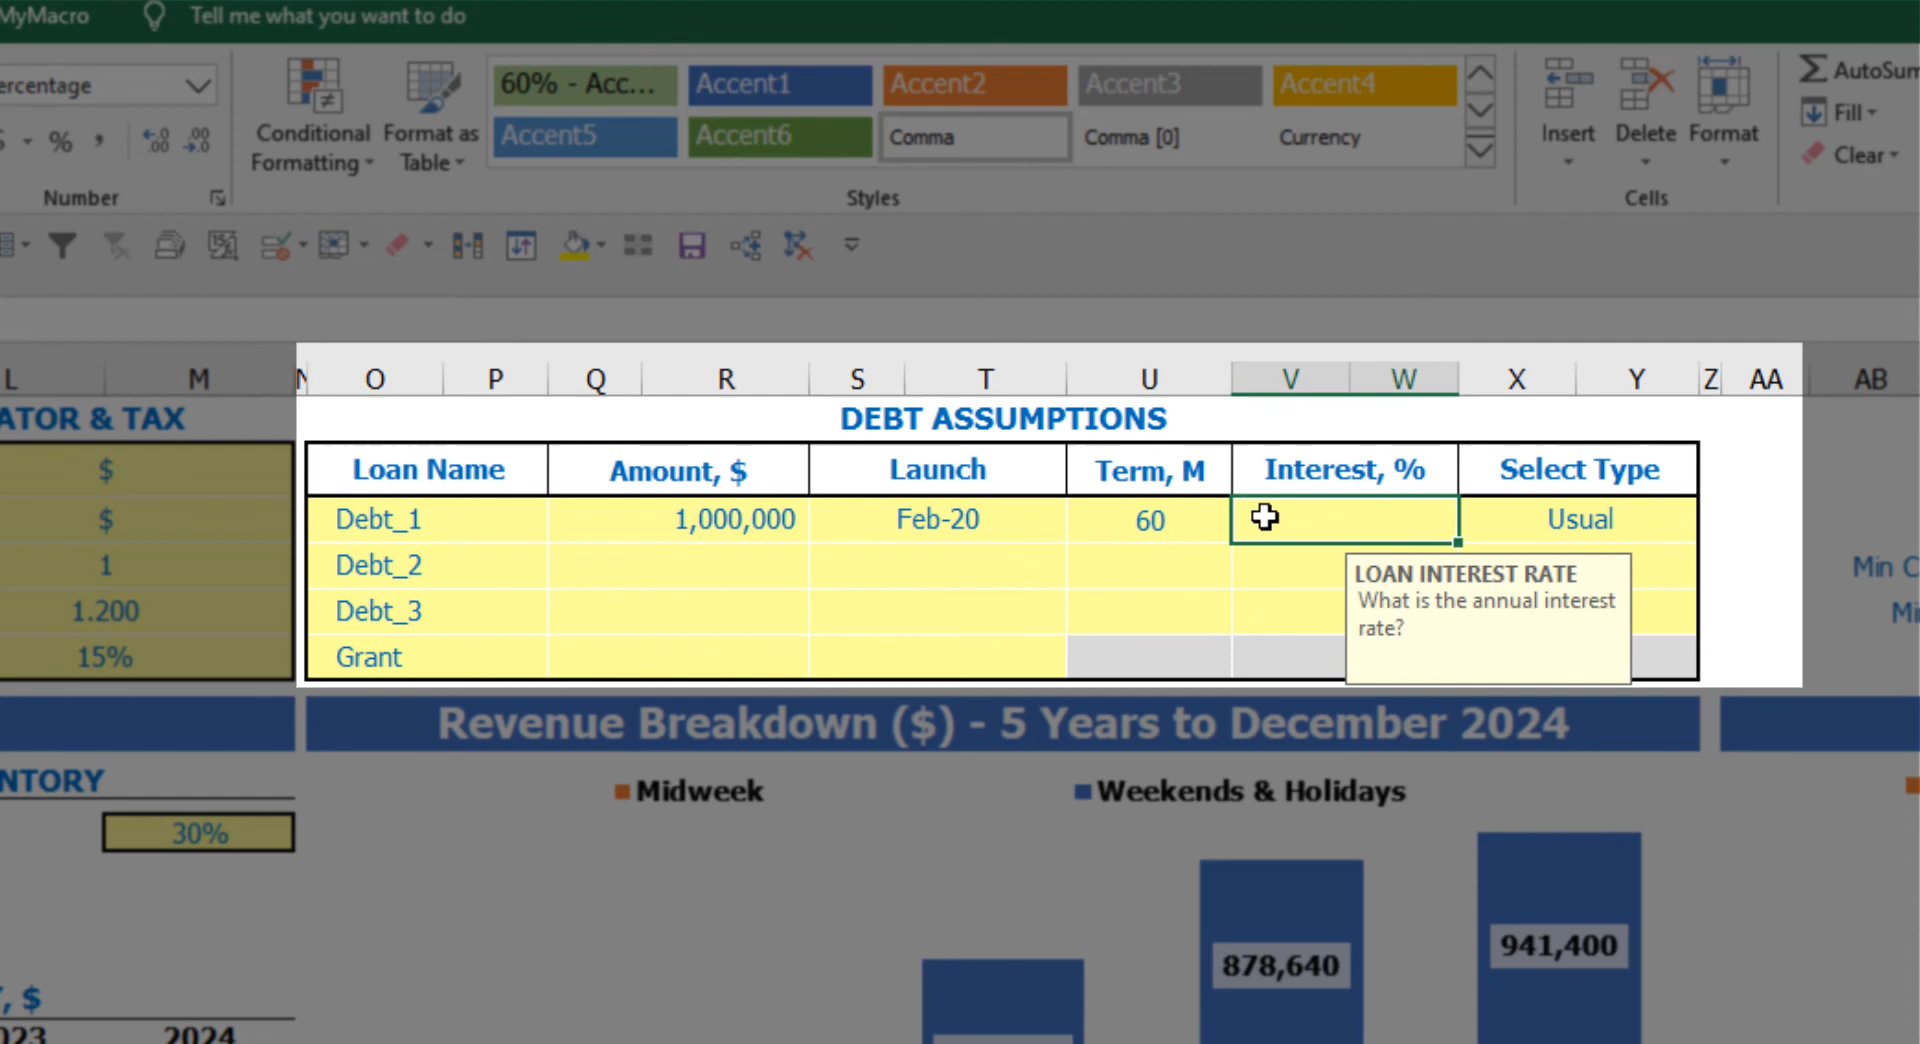 MyMacro Tell me what you want to do
ercentage
60% - Acc... Accent1 Accent2 Accent3 Accent4
Accent5 Accent6 Comma Comma [0] Currency
Conditional Formatting
Format as Table
Insert Delete Format
AutoSum
Fill
Clear
% ,
Number Styles Cells
L M N O P Q R S T U V W X Y Z AA AB
ATOR & TAX
$
$
1
1.200
15%
DEBT ASSUMPTIONS
Loan Name Amount, $ Launch Term, M Interest, % Select Type
Debt_1 1,000,000 Feb-20 60 Usual
Debt_2
Debt_3
Grant
LOAN INTEREST RATE
What is the annual interest
rate?
Min C
Mi
Revenue Breakdown ($) - 5 Years to December 2024
NTORY
30%
Midweek Weekends & Holidays
878,640
941,400
, $
023 2024